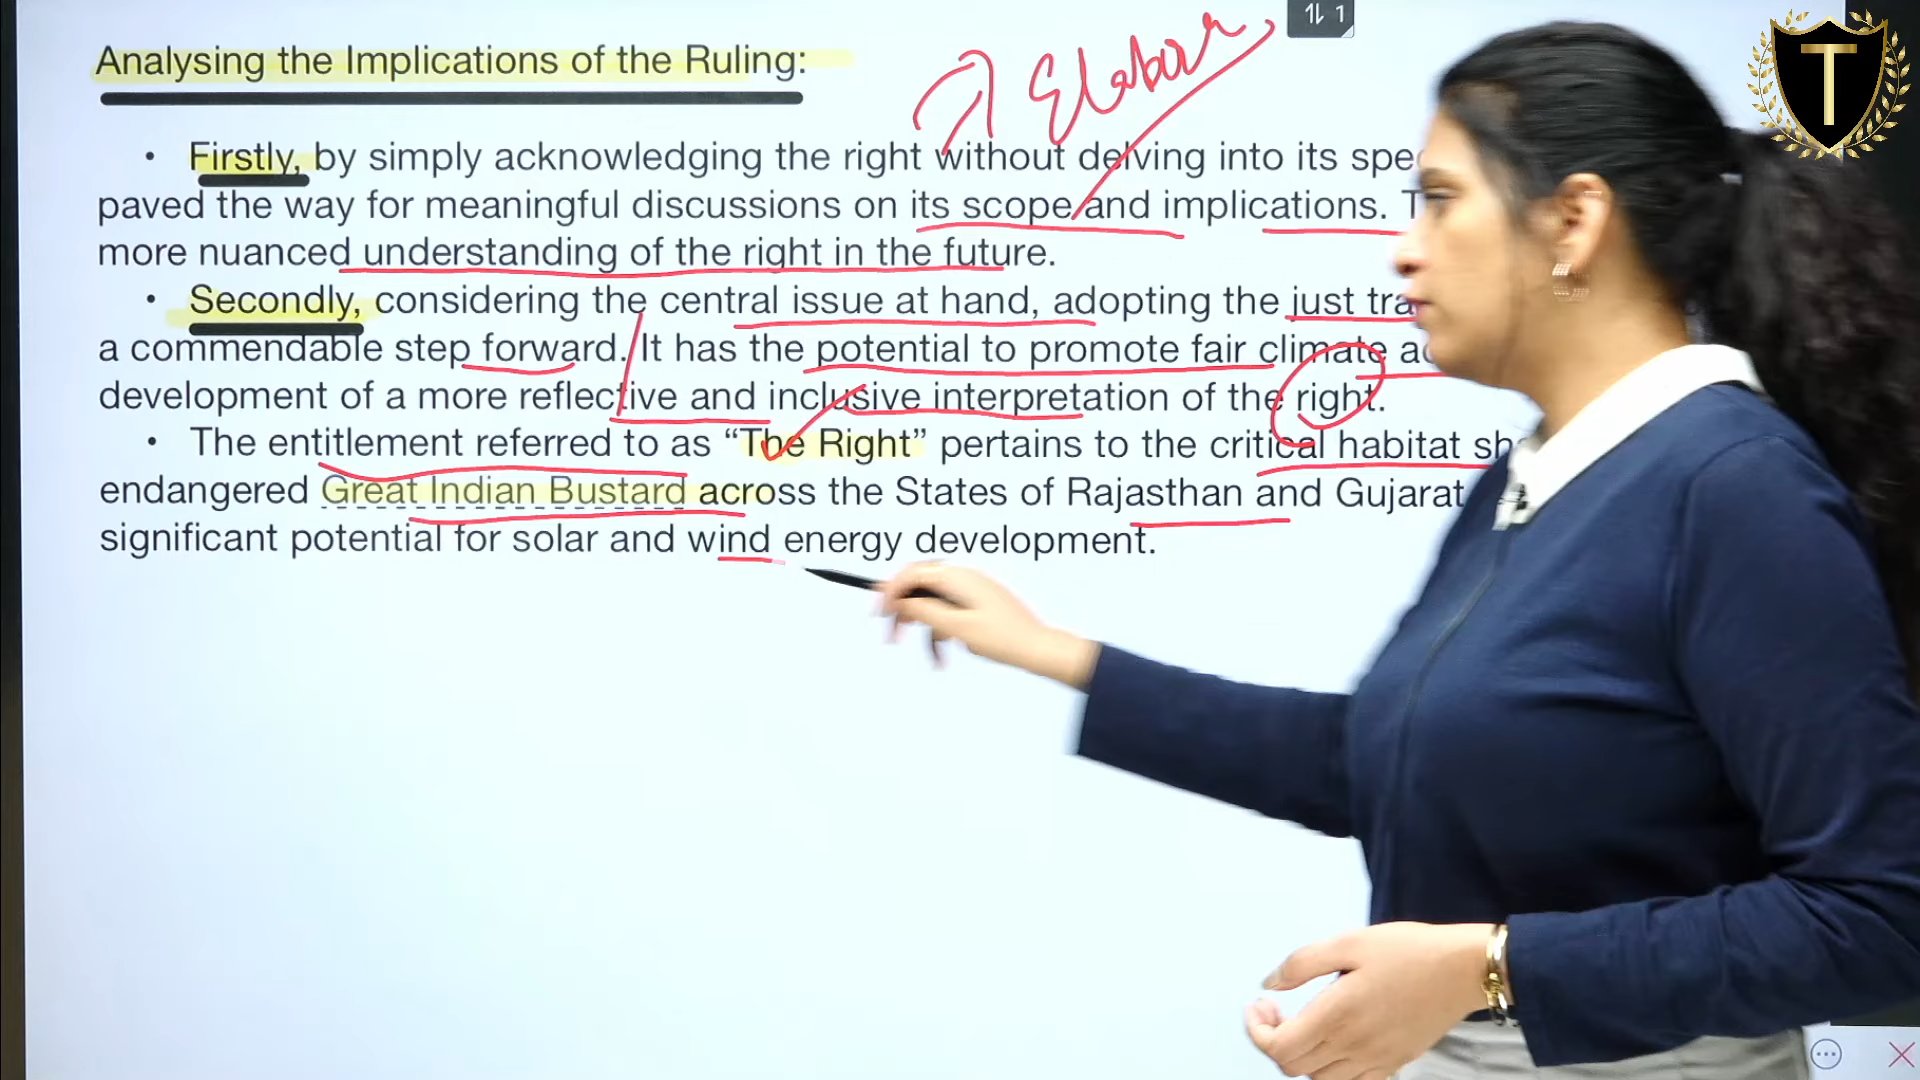 Analysing the Implications of the Ruling:
Elabor
• Firstly, by simply acknowledging the right without delving into its
paved the way for meaningful discussions on its scope and implications.
more nuanced understanding of the right in the future.
• Secondly, considering the central issue at hand, adopting the just
a commendable step forward. It has the potential to promote fair climate
development of a more reflective and inclusive interpretation of the right.
• The entitlement referred to as “The Right” pertains to the critical habitat
endangered Great Indian Bustard across the States of Rajasthan and Gujarat
significant potential for solar and wind energy development.
T